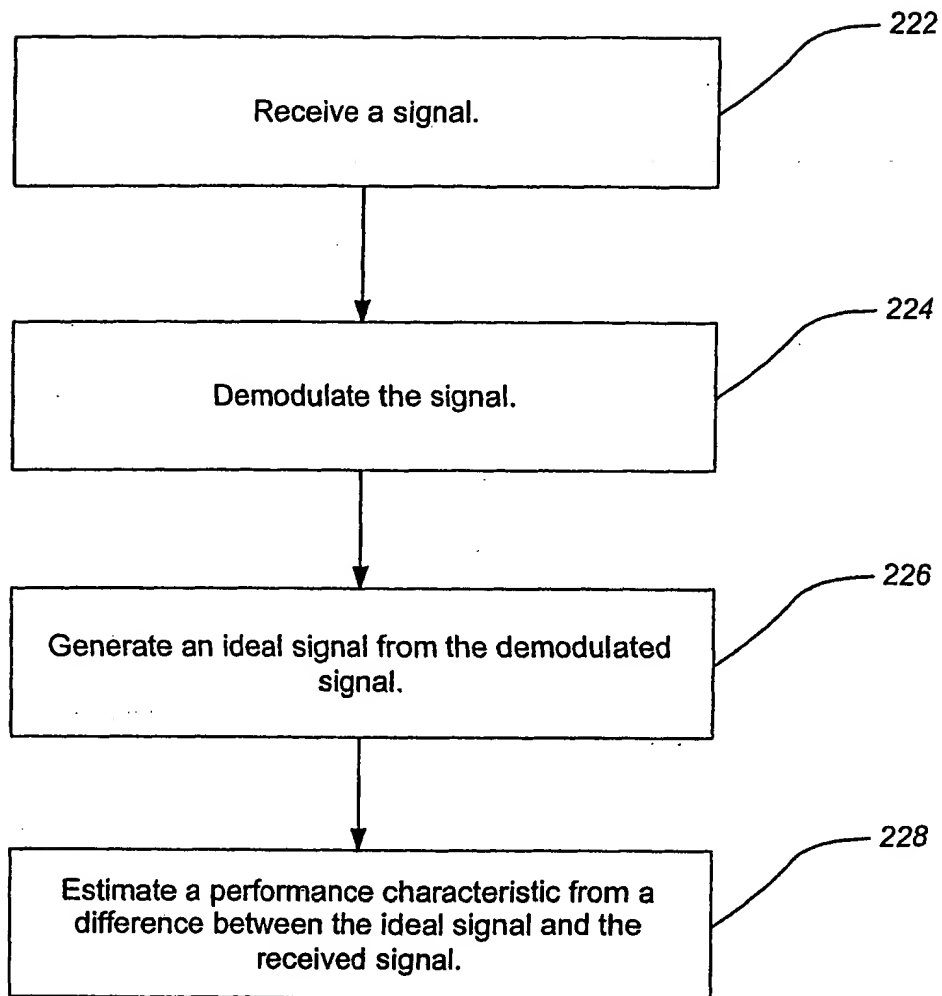 222
Receive a signal.
224
Demodulate the signal.
226
Generate an ideal signal from the demodulated
signal.
228
Estimate a performance characteristic from a
difference between the ideal signal and the
received signal.